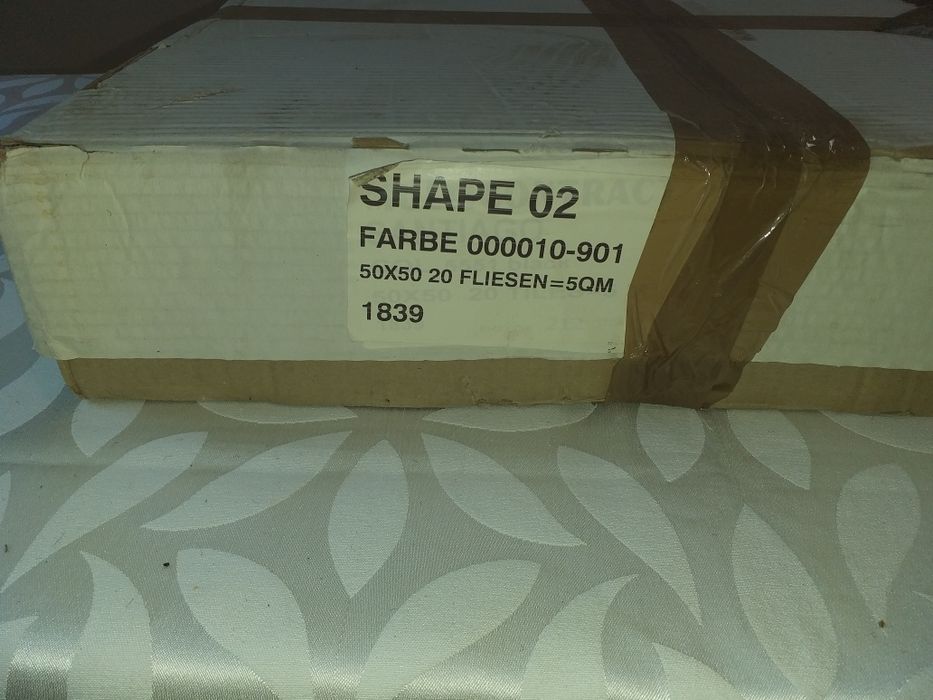 SHAPE 02
FARBE 000010-901
50X50 20 FLIESEN=5QM
1839